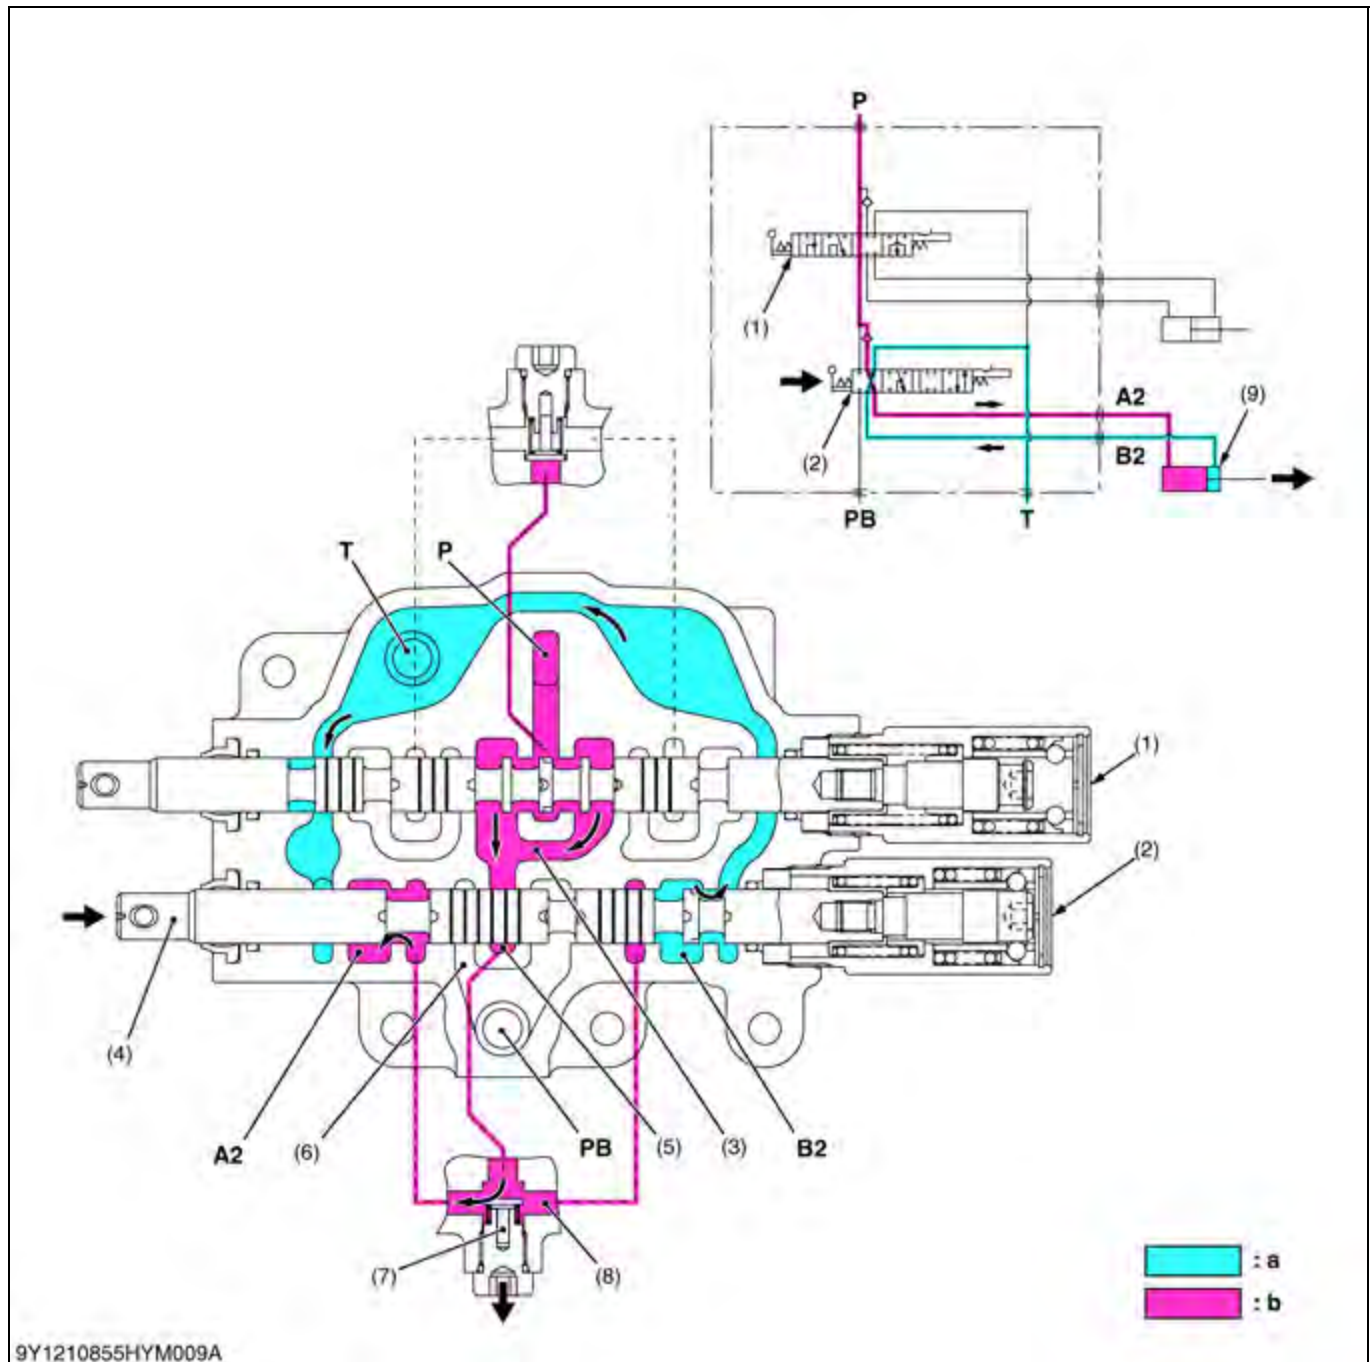 P
(1)
A2
(9)
(2)
B2
PB
T
T
P
(1)
(2)
(4)
A2
(6)
PB
(5)
(3)
B2
(7)
(8)
: a
: b
9Y1210855HYM009A